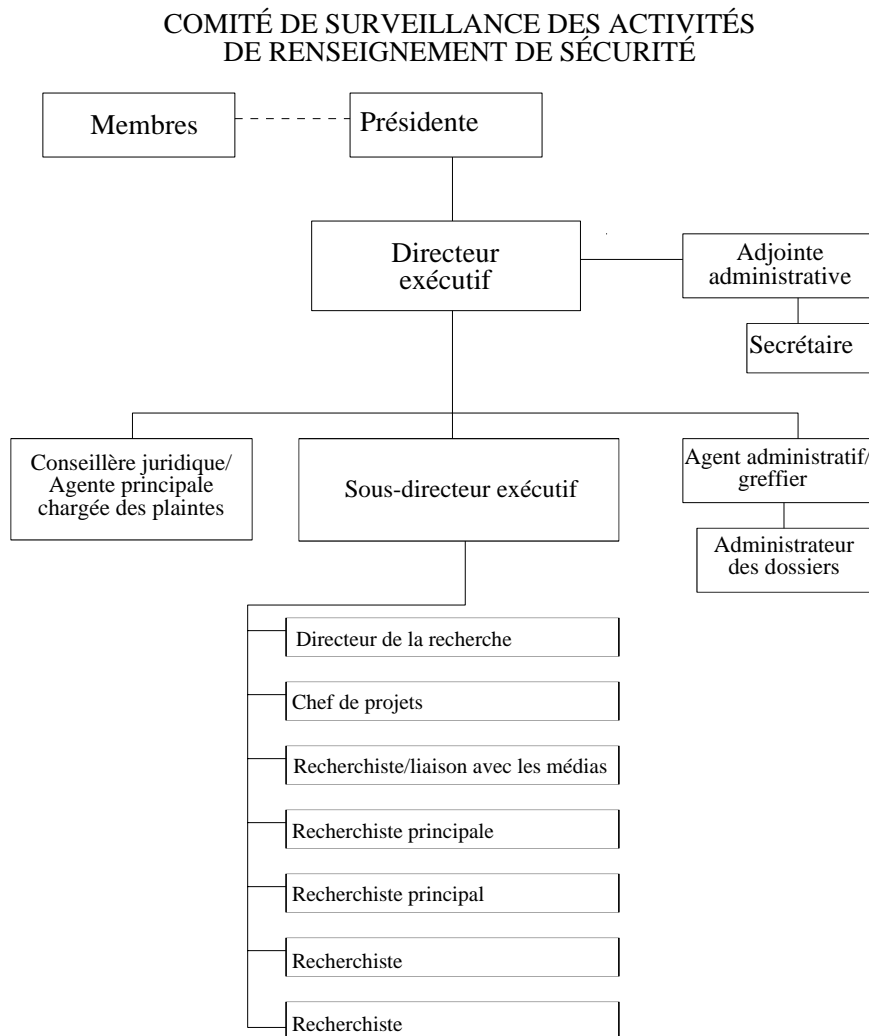 COMITÉ DE SURVEILLANCE DES ACTIVITÉS
DE RENSEIGNEMENT DE SÉCURITÉ
Membres
Présidente
Directeur
exécutif
Adjointe
administrative
Secrétaire
Conseillère juridique/
Agente principale
chargée des plaintes
Sous-directeur exécutif
Agent administratif/
greffier
Administrateur
des dossiers
Directeur de la recherche
Chef de projets
Recherchiste/liaison avec les médias
Recherchiste principale
Recherchiste principal
Recherchiste
Recherchiste